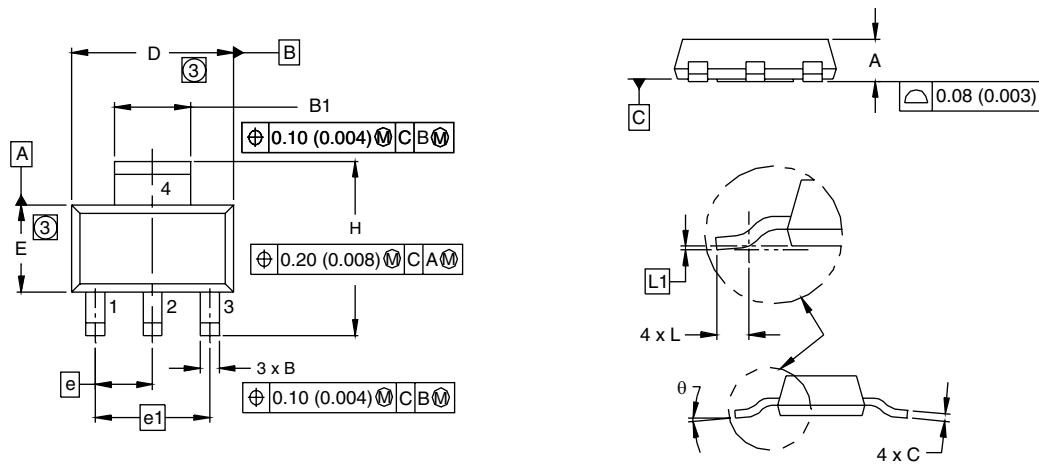 D
③
B
B1
⌖ 0.10 (0.004) Ⓜ C B Ⓜ
A
4
③
E
H
⌖ 0.20 (0.008) Ⓜ C A Ⓜ
1 2 3
3 x B
e
⌖ 0.10 (0.004) Ⓜ C B Ⓜ
e1
A
C
⌓ 0.08 (0.003)
L1
4 x L
θ
4 x C